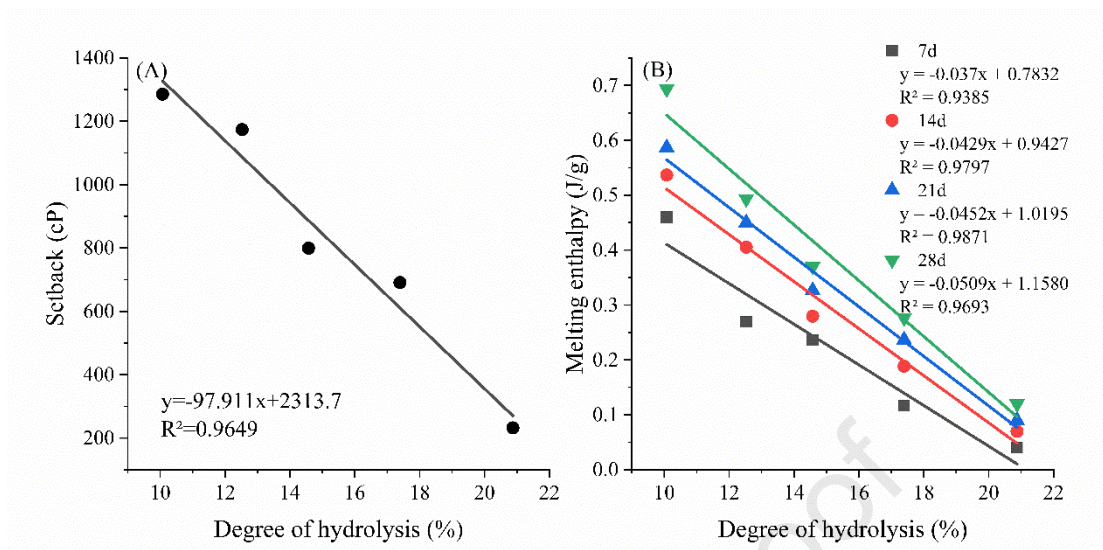 (A)
1400
1200
1000
800
600
400
200
Setback (cP)
y=-97.911x+2313.7
R²=0.9649
10 12 14 16 18 20 22
Degree of hydrolysis (%)
(B)
0.7
0.6
0.5
0.4
0.3
0.2
0.1
0.0
Melting enthalpy (J/g)
7d
y = -0.037x + 0.7832
R² = 0.9385
14d
y = -0.0429x + 0.9427
R² = 0.9797
21d
y = -0.0452x + 1.0195
R² = 0.9871
28d
y = -0.0509x + 1.1580
R² = 0.9693
10 12 14 16 18 20 22
Degree of hydrolysis (%)